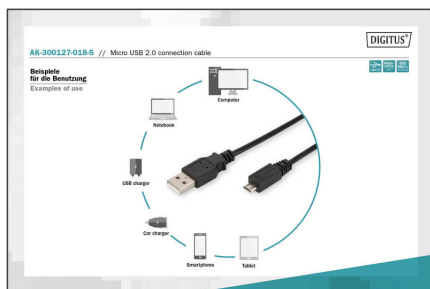 DIGITUS®
AK-300127-018-S // Micro USB 2.0 connection cable
Beispiele
für die Benutzung
Examples of use
Computer
Notebook
USB charger
Car charger
Smartphone
Tablet